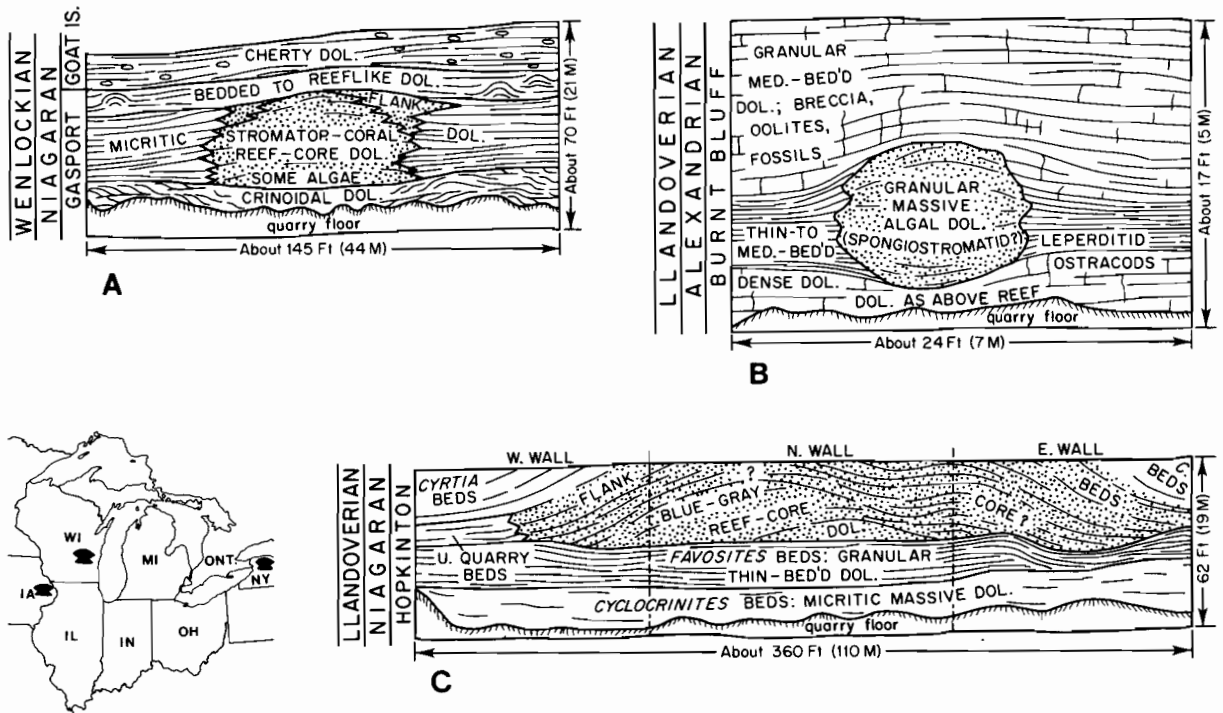 WENLOCKIAN
NIAGARAN
GASPORT
GOAT IS.
CHERTY DOL.
BEDDED TO REEFLIKE DOL
FLANK
MICRITIC
STROMATOR-CORAL
REEF-CORE DOL.
SOME ALGAE
DOL.
CRINOIDAL DOL.
quarry floor
About 145 Ft (44 M)
About 70 Ft (21 M)
A
LLANDOVERIAN
ALEXANDRIAN
BURNT BLUFF
GRANULAR
MED.-BED'D
DOL.; BRECCIA,
OOLITES,
FOSSILS
GRANULAR
MASSIVE
ALGAL DOL.
(SPONGIOSTROMATID?)
THIN-TO
MED.-BED'D
LEPERDITID
OSTRACODS
DENSE DOL.
DOL. AS ABOVE REEF
quarry floor
About 24 Ft (7 M)
About 17 Ft (5 M)
B
WI
MI
ONT.
NY
IA
IL
IN
OH
LLANDOVERIAN
NIAGARAN
HOPKINTON
W. WALL
N. WALL
E. WALL
CYRTIA
BEDS
FLANK
?
BLUE-GRAY
REEF-CORE
DOL.
CORE?
BEDS
C.
BEDS
U. QUARRY
BEDS
FAVOSITES BEDS: GRANULAR
THIN-BED'D DOL.
CYCLOCRINITES BEDS: MICRITIC MASSIVE DOL.
quarry floor
About 360 Ft (110 M)
62 Ft (19 M)
C